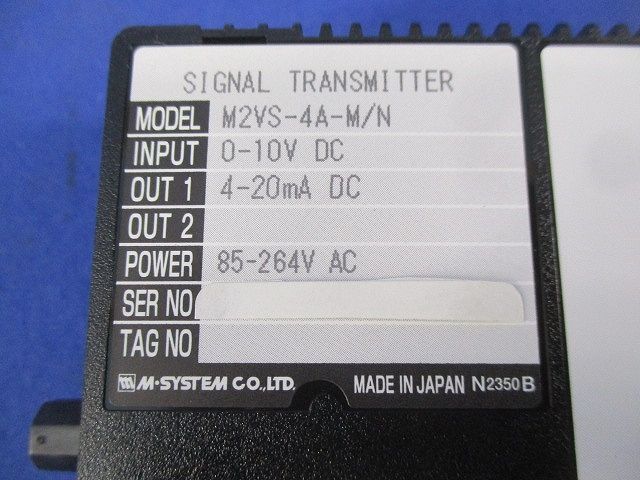 SIGNAL TRANSMITTER
MODEL M2VS-4A-M/N
INPUT 0-10V DC
OUT 1 4-20mA DC
OUT 2
POWER 85-264V AC
SER NO
TAG NO
M-SYSTEM CO.,LTD. MADE IN JAPAN N2350 B